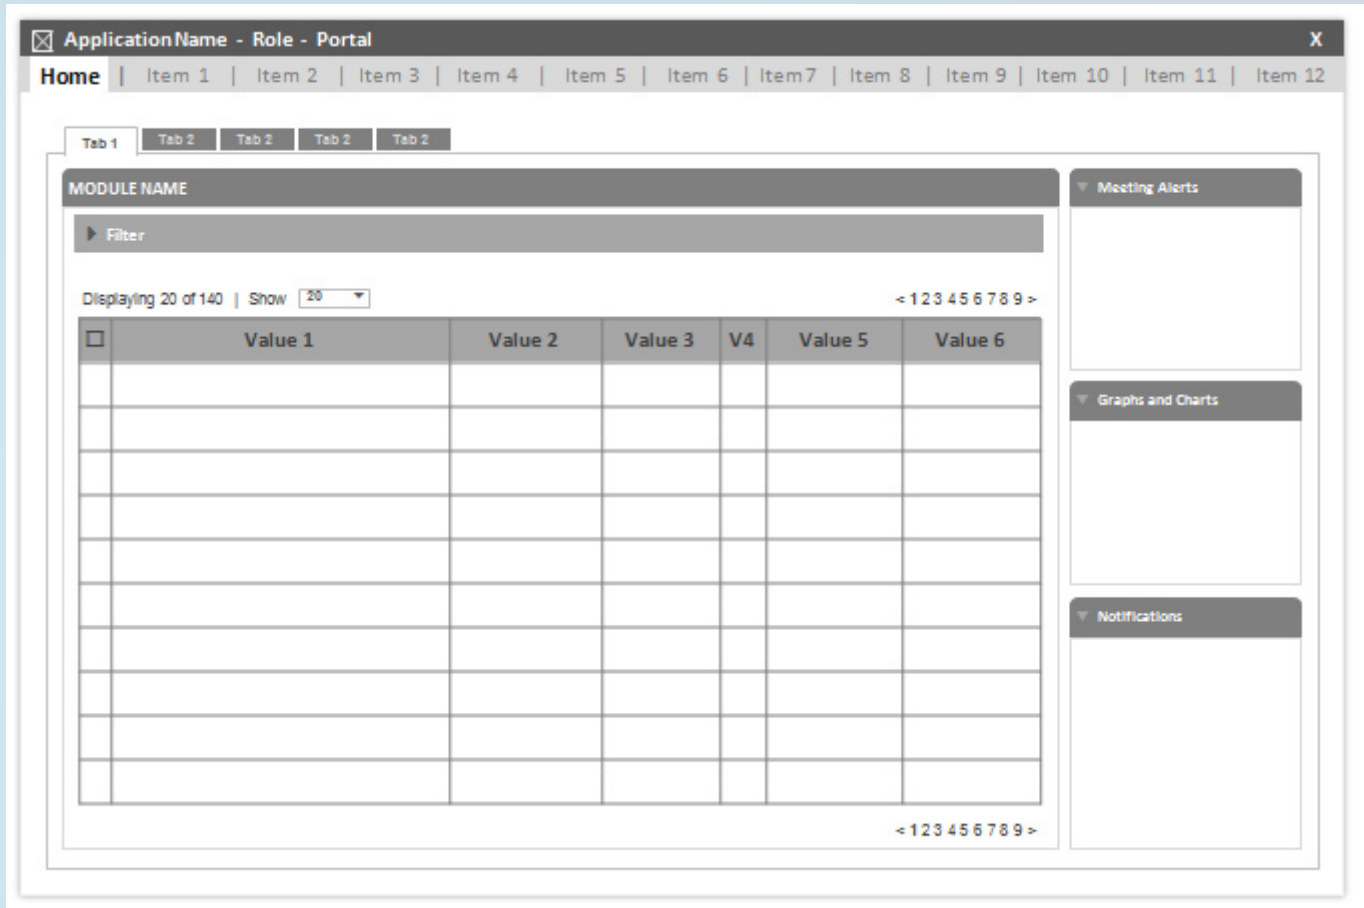 Application Name - Role - Portal X
Home | Item 1 | Item 2 | Item 3 | Item 4 | Item 5 | Item 6 | Item7 | Item 8 | Item 9 | Item 10 | Item 11 | Item 12
Tab 1 Tab 2 Tab 2 Tab 2 Tab 2
MODULE NAME
Filter
Displaying 20 of 140 | Show 20
< 1 2 3 4 5 6 7 8 9 >
Value 1 Value 2 Value 3 V4 Value 5 Value 6
< 1 2 3 4 5 6 7 8 9 >
Meeting Alerts
Graphs and Charts
Notifications